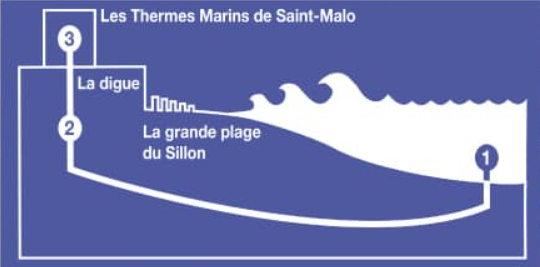 3
Les Thermes Marins de Saint-Malo
La digue
2
La grande plage
du Sillon
1